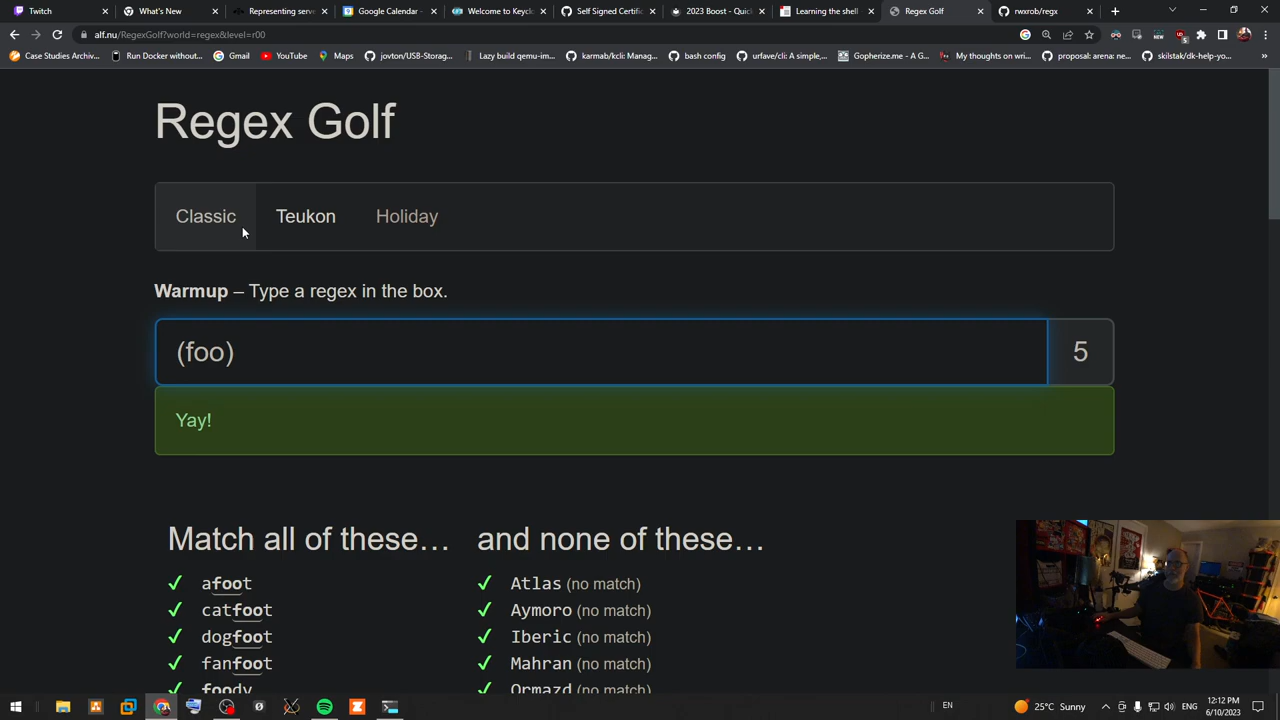 Twitch
What's New
Representing serv
Google Calendar -
Welcome to Keycl
Self Signed Certific
2023 Boost - Quick
Learning the shell
Regex Golf
rwxrob/regx
alf.nu/RegexGolf?world=regex&level=r00
Case Studies Archiv...
Run Docker without...
Gmail
YouTube
Maps
jovton/USB-Storag...
Lazy build qemu-im...
karmab/kcli: Manag...
bash config
urfave/cli: A simple,...
Gopherize.me - A G...
My thoughts on wri...
proposal: arena: ne...
skilstak/dk-help-yo...
»
Regex Golf
Classic
Teukon
Holiday
Warmup – Type a regex in the box.
(foo)
5
Yay!
Match all of these…
and none of these…
✓ afoot
✓ Atlas (no match)
✓ catfoot
✓ Aymoro (no match)
✓ dogfoot
✓ Iberic (no match)
✓ fanfoot
✓ Mahran (no match)
✓ foody
✓ Ormazd (no match)
EN
25°C Sunny
ENG
12:12 PM
6/10/2023